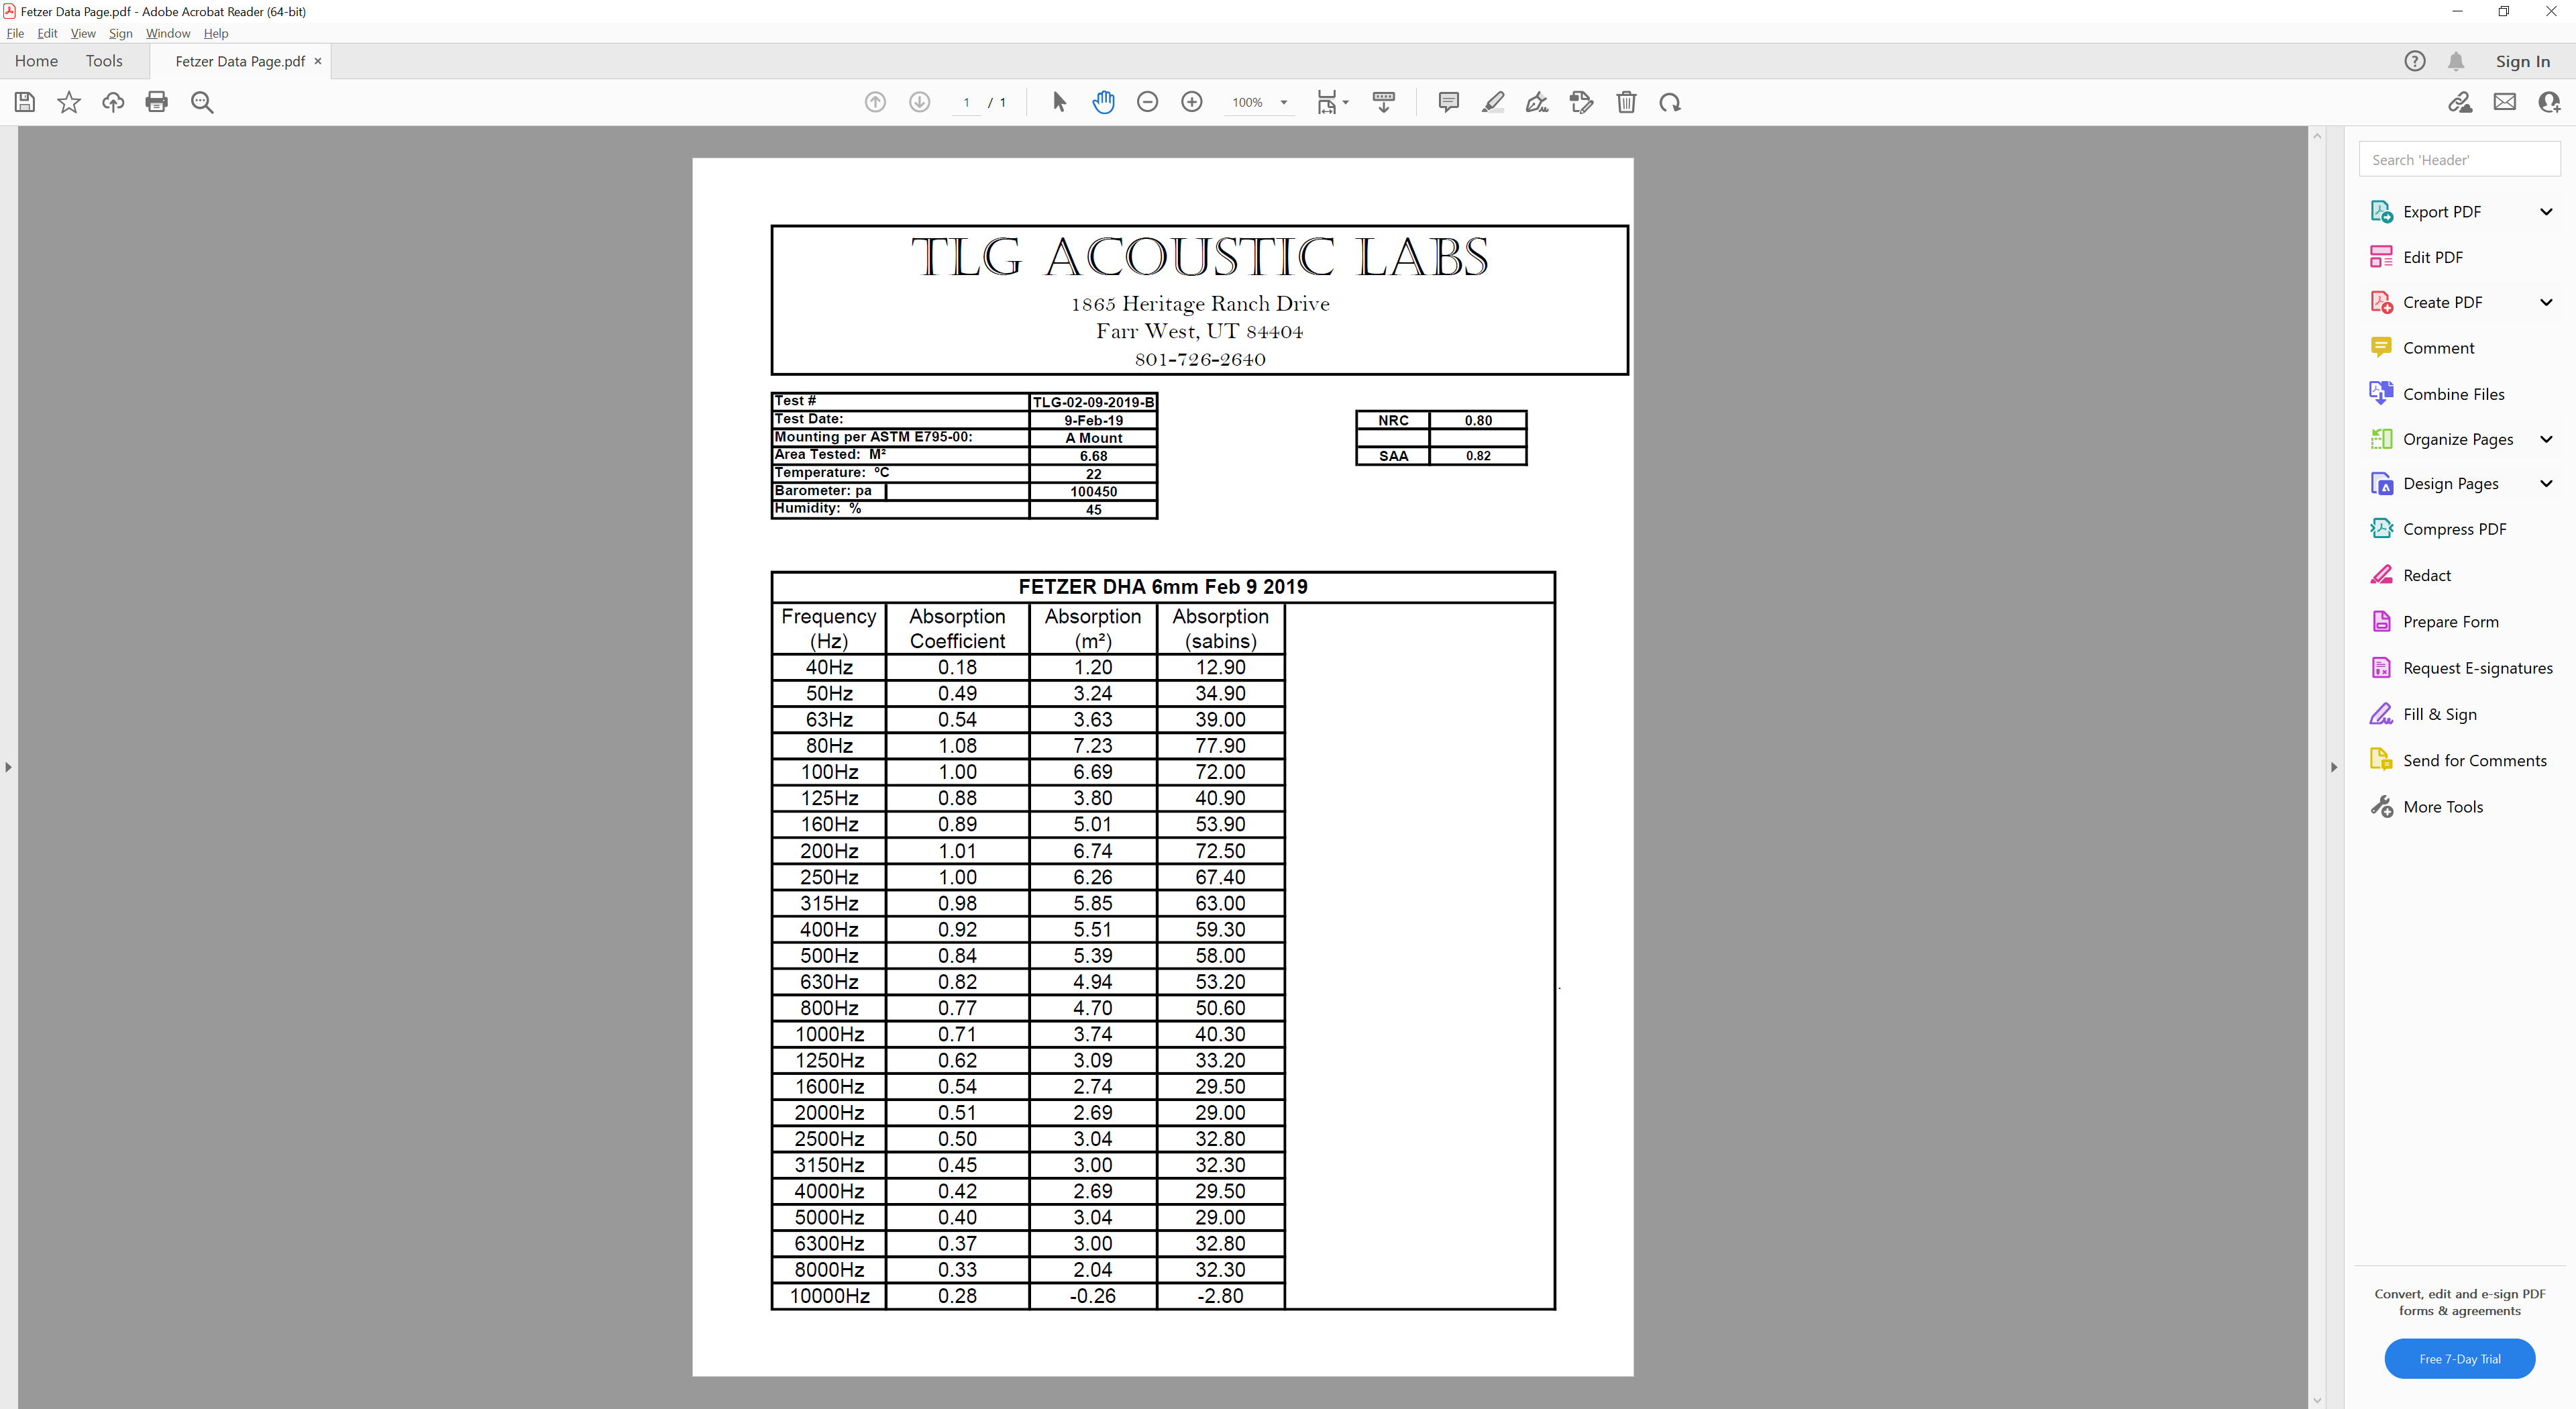 Fetzer Data Page.pdf - Adobe Acrobat Reader (64-bit)
File Edit View Sign Window Help
Home Tools Fetzer Data Page.pdf × Sign In
1 / 1 100%
Search 'Header'
Export PDF
Edit PDF
Create PDF
Comment
Combine Files
Organize Pages
Design Pages
Compress PDF
Redact
Prepare Form
Request E-signatures
Fill & Sign
Send for Comments
More Tools
Convert, edit and e-sign PDF
forms & agreements
Free 7-Day Trial
TLG ACOUSTIC LABS
1865 Heritage Ranch Drive
Farr West, UT 84404
801-726-2640
Test # TLG-02-09-2019-B
Test Date: 9-Feb-19
Mounting per ASTM E795-00: A Mount
Area Tested: M² 6.68
Temperature: ºC 22
Barometer: pa 100450
Humidity: % 45
NRC 0.80
SAA 0.82
FETZER DHA 6mm Feb 9 2019
Frequency Absorption Absorption Absorption
(Hz) Coefficient (m²) (sabins)
40Hz 0.18 1.20 12.90
50Hz 0.49 3.24 34.90
63Hz 0.54 3.63 39.00
80Hz 1.08 7.23 77.90
100Hz 1.00 6.69 72.00
125Hz 0.88 3.80 40.90
160Hz 0.89 5.01 53.90
200Hz 1.01 6.74 72.50
250Hz 1.00 6.26 67.40
315Hz 0.98 5.85 63.00
400Hz 0.92 5.51 59.30
500Hz 0.84 5.39 58.00
630Hz 0.82 4.94 53.20
800Hz 0.77 4.70 50.60
1000Hz 0.71 3.74 40.30
1250Hz 0.62 3.09 33.20
1600Hz 0.54 2.74 29.50
2000Hz 0.51 2.69 29.00
2500Hz 0.50 3.04 32.80
3150Hz 0.45 3.00 32.30
4000Hz 0.42 2.69 29.50
5000Hz 0.40 3.04 29.00
6300Hz 0.37 3.00 32.80
8000Hz 0.33 2.04 32.30
10000Hz 0.28 -0.26 -2.80